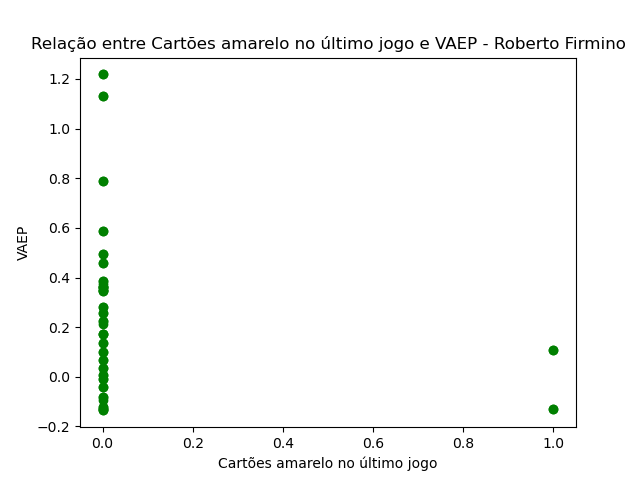 Relação entre Cartões amarelo no último jogo e VAEP - Roberto Firmino
1.2
1.0
0.8
0.6
0.4
0.2
0.0
−0.2
VAEP
0.0 0.2 0.4 0.6 0.8 1.0
Cartões amarelo no último jogo